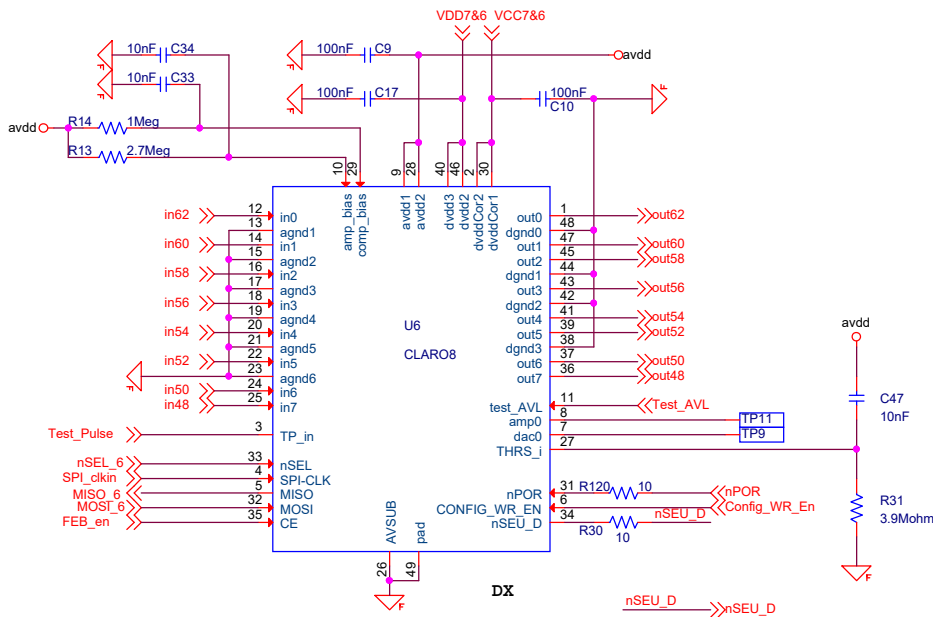 VDD7&6 VCC7&6
10nF C34
100nF C9
avdd
10nF C33
100nF C17
100nF
C10
F
F
F
F
F
R14 1Meg
avdd
R13 2.7Meg
10 29 9 28 40 46 2 30
amp_bias comp_bias avdd1 avdd2 dvdd3 dvdd2 dvddCor2 dvddCor1
in62 12 in0 out0 1 out62
13 agnd1 dgnd0 48
in60 14 in1 out1 47 out60
15 agnd2 out2 45 out58
in58 16 in2 dgnd1 44
17 agnd3 out3 43 out56
in56 18 in3 dgnd2 42
19 agnd4 out4 41 out54
in54 20 in4 out5 39 out52
21 agnd5 dgnd3 38
in52 22 in5 out6 37 out50
F 23 agnd6 out7 36 out48
in50 24 in6
in48 25 in7 test_AVL 11 Test_AVL
amp0 8 TP11
Test_Pulse 3 TP_in dac0 7 TP9
THRS_i 27
U6
CLARO8
avdd
C47
10nF
R31
3.9Mohm
nSEL_6 33 nSEL
SPI_clkin 4 SPI-CLK
MISO_6 5 MISO nPOR 31 R120 10 nPOR
MOSI_6 32 MOSI CONFIG_WR_EN 6 Config_WR_En
FEB_en 35 CE nSEU_D 34 R30 10 nSEU_D
AVSUB pad
26 49
F
F
DX
nSEU_D nSEU_D